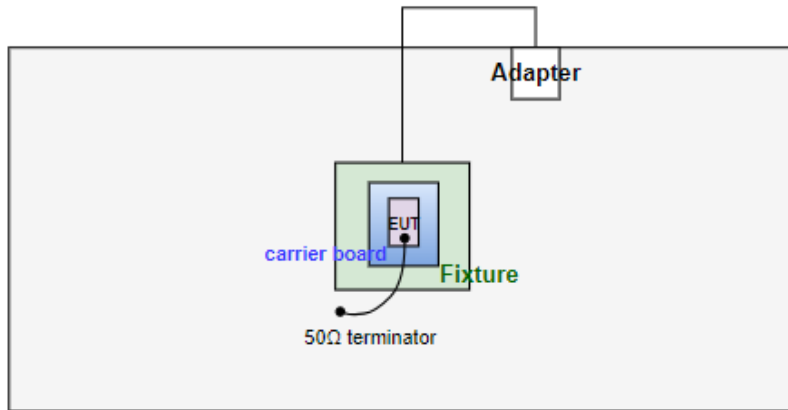 Adapter
EUT
carrier board
Fixture
50Ω terminator